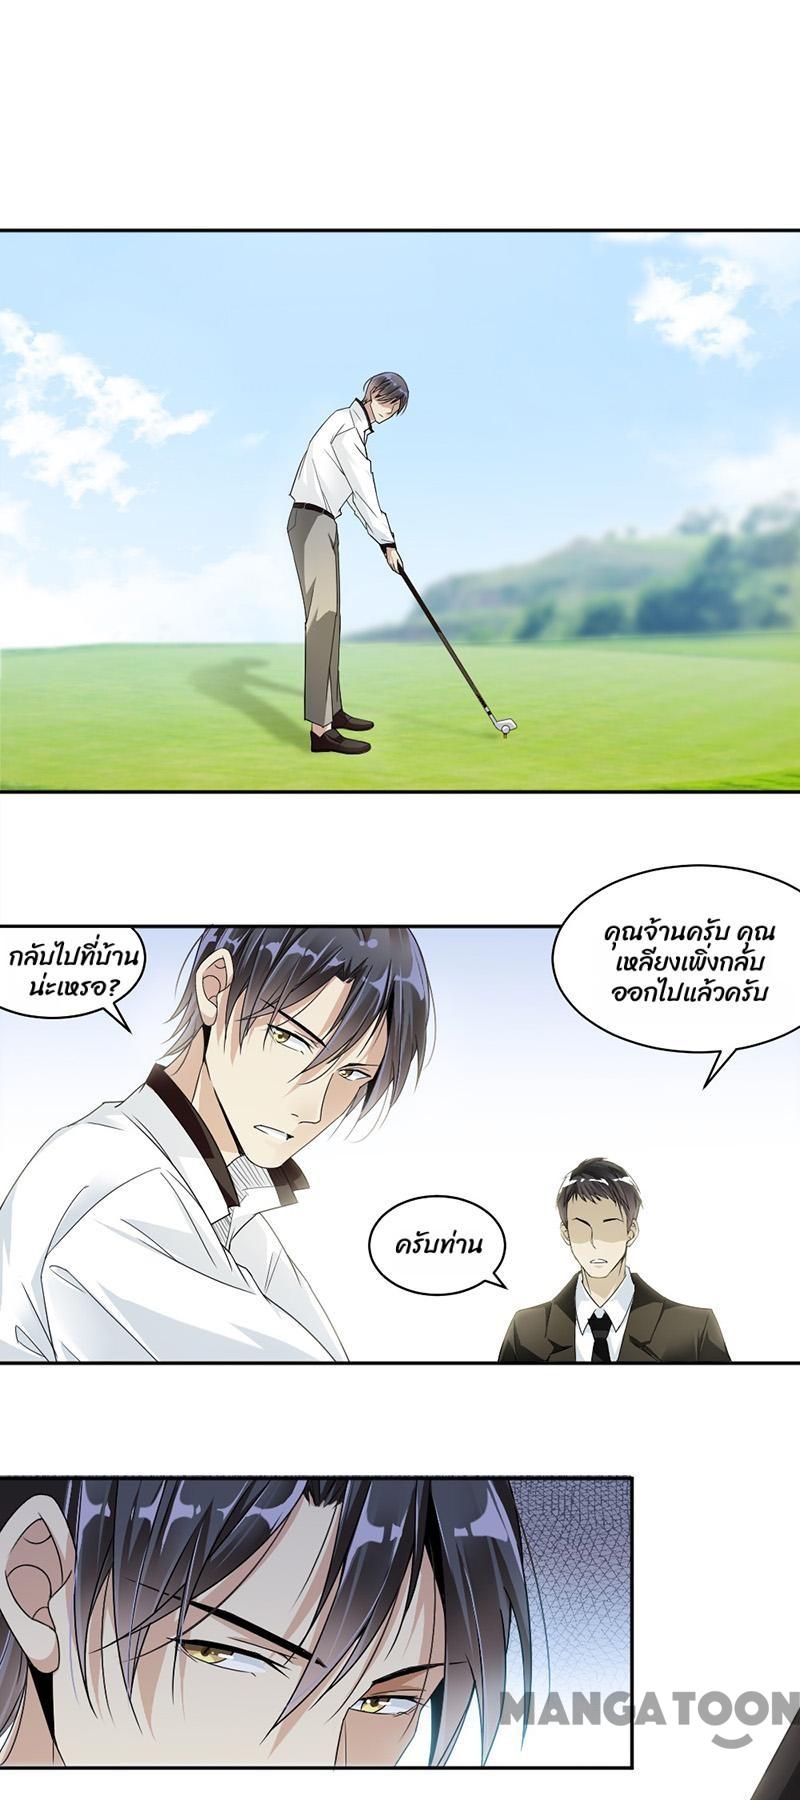 คุณจ้านครับ คุณ
เหลียงเพิ่งกลับ
ออกไปแล้วครับ
กลับไปที่บ้าน
น่ะเหรอ?
ครับท่าน
MANGATOON